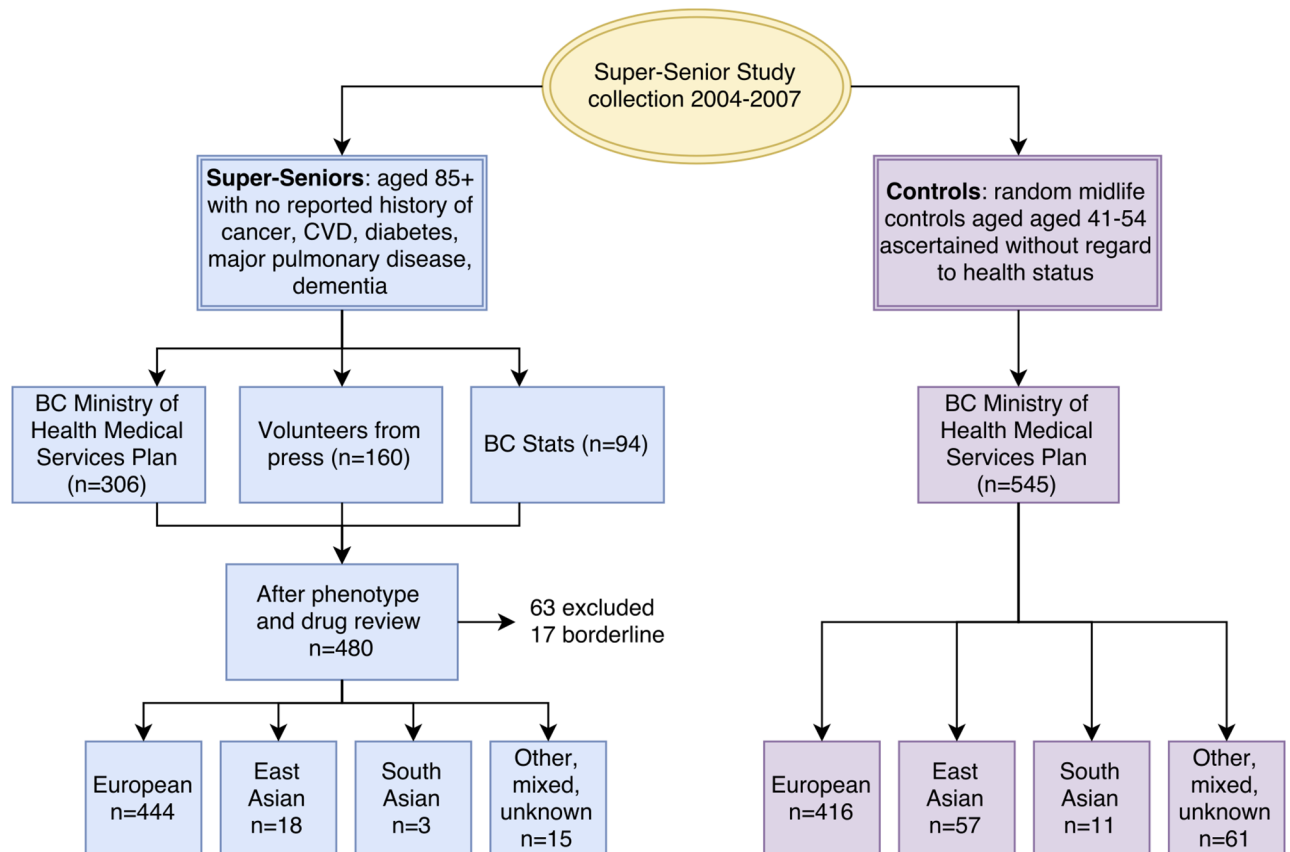 Super-Senior Study
collection 2004-2007
Super-Seniors: aged 85+
with no reported history of
cancer, CVD, diabetes,
major pulmonary disease,
dementia
Controls: random midlife
controls aged aged 41-54
ascertained without regard
to health status
BC Ministry of
Health Medical
Services Plan
(n=306)
Volunteers from
press (n=160)
BC Stats (n=94)
BC Ministry of
Health Medical
Services Plan
(n=545)
After phenotype
and drug review
n=480
63 excluded
17 borderline
European
n=444
East
Asian
n=18
South
Asian
n=3
Other,
mixed,
unknown
n=15
European
n=416
East
Asian
n=57
South
Asian
n=11
Other,
mixed,
unknown
n=61